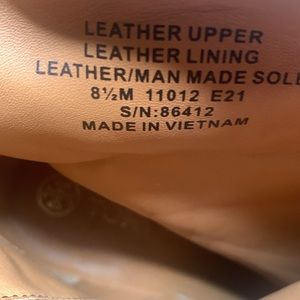 LEATHER UPPER
LEATHER LINING
LEATHER/MAN MADE SOLE
8½M 11012 E21
S/N:86412
MADE IN VIETNAM